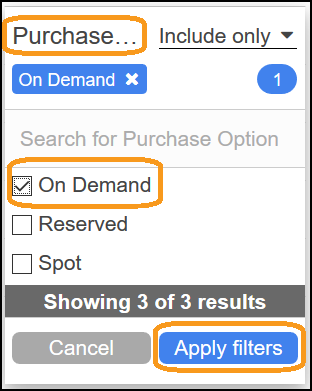 Purchase... Include only
On Demand ✖ 1
Search for Purchase Option
On Demand
Reserved
Spot
Showing 3 of 3 results
Cancel Apply filters